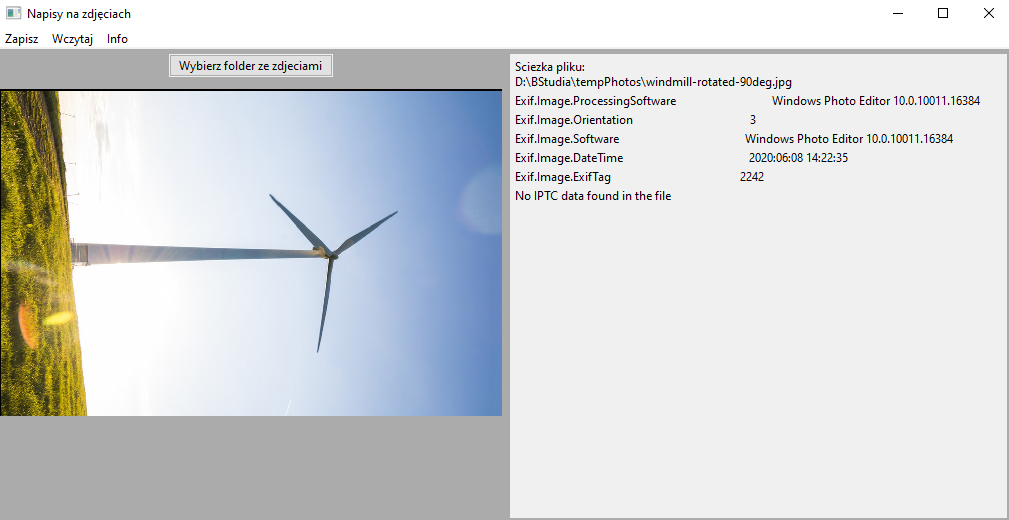 Napisy na zdjęciach
Zapisz Wczytaj Info
Wybierz folder ze zdjeciami
Sciezka pliku:
D:\BStudia\tempPhotos\windmill-rotated-90deg.jpg
Exif.Image.ProcessingSoftware Windows Photo Editor 10.0.10011.16384
Exif.Image.Orientation 3
Exif.Image.Software Windows Photo Editor 10.0.10011.16384
Exif.Image.DateTime 2020:06:08 14:22:35
Exif.Image.ExifTag 2242
No IPTC data found in the file